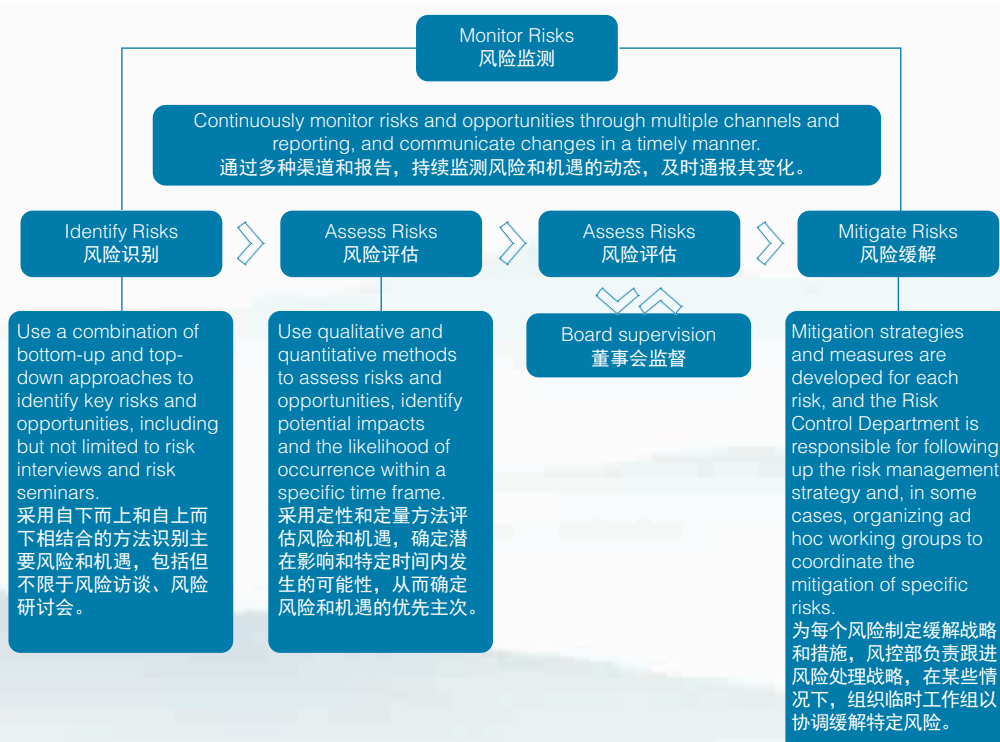 Monitor Risks
风险监测
Continuously monitor risks and opportunities through multiple channels and
reporting, and communicate changes in a timely manner.
通过多种渠道和报告，持续监测风险和机遇的动态，及时通报其变化。
Identify Risks
风险识别
Assess Risks
风险评估
Assess Risks
风险评估
Mitigate Risks
风险缓解
Use a combination of
bottom-up and top-
down approaches to
identify key risks and
opportunities, including
but not limited to risk
interviews and risk
seminars.
采用自下而上和自上而
下相结合的方法识别主
要风险和机遇，包括但
不限于风险访谈、风险
研讨会。
Use qualitative and
quantitative methods
to assess risks and
opportunities, identify
potential impacts
and the likelihood of
occurrence within a
specific time frame.
采用定性和定量方法评
估风险和机遇，确定潜
在影响和特定时间内发
生的可能性，从而确定
风险和机遇的优先主次。
Board supervision
董事会监督
Mitigation strategies
and measures are
developed for each
risk, and the Risk
Control Department is
responsible for following
up the risk management
strategy and, in some
cases, organizing ad
hoc working groups to
coordinate the
mitigation of specific
risks.
为每个风险制定缓解战略
和措施，风控部负责跟进
风险处理战略，在某些情
况下，组织临时工作组以
协调缓解特定风险。